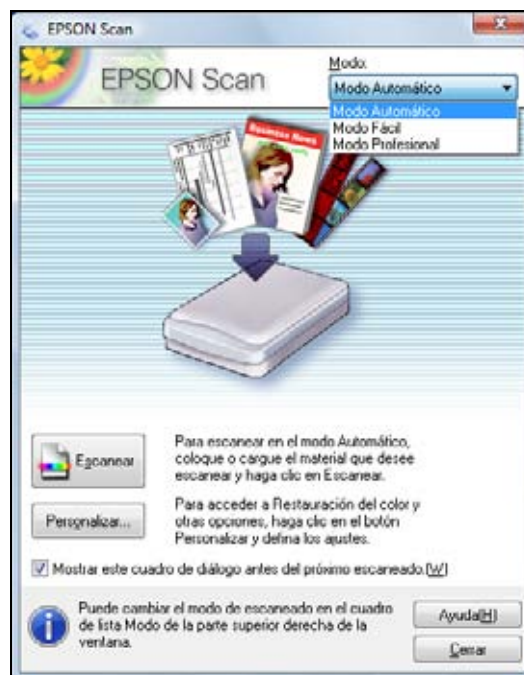 EPSON Scan
EPSON Scan
Modo:
Modo Automático
Modo Automático
Modo Fácil
Modo Profesional
Business News
Escanear
Para escanear en el modo Automático,
coloque o cargue el material que desee
escanear y haga clic en Escanear.
Personalizar...
Para acceder a Restauración del color y
otras opciones, haga clic en el botón
Personalizar y defina los ajustes.
Mostrar este cuadro de diálogo antes del próximo escaneado.(W)
Puede cambiar el modo de escaneado en el cuadro
de lista Modo de la parte superior derecha de la
ventana.
Ayuda(H)
Cerrar